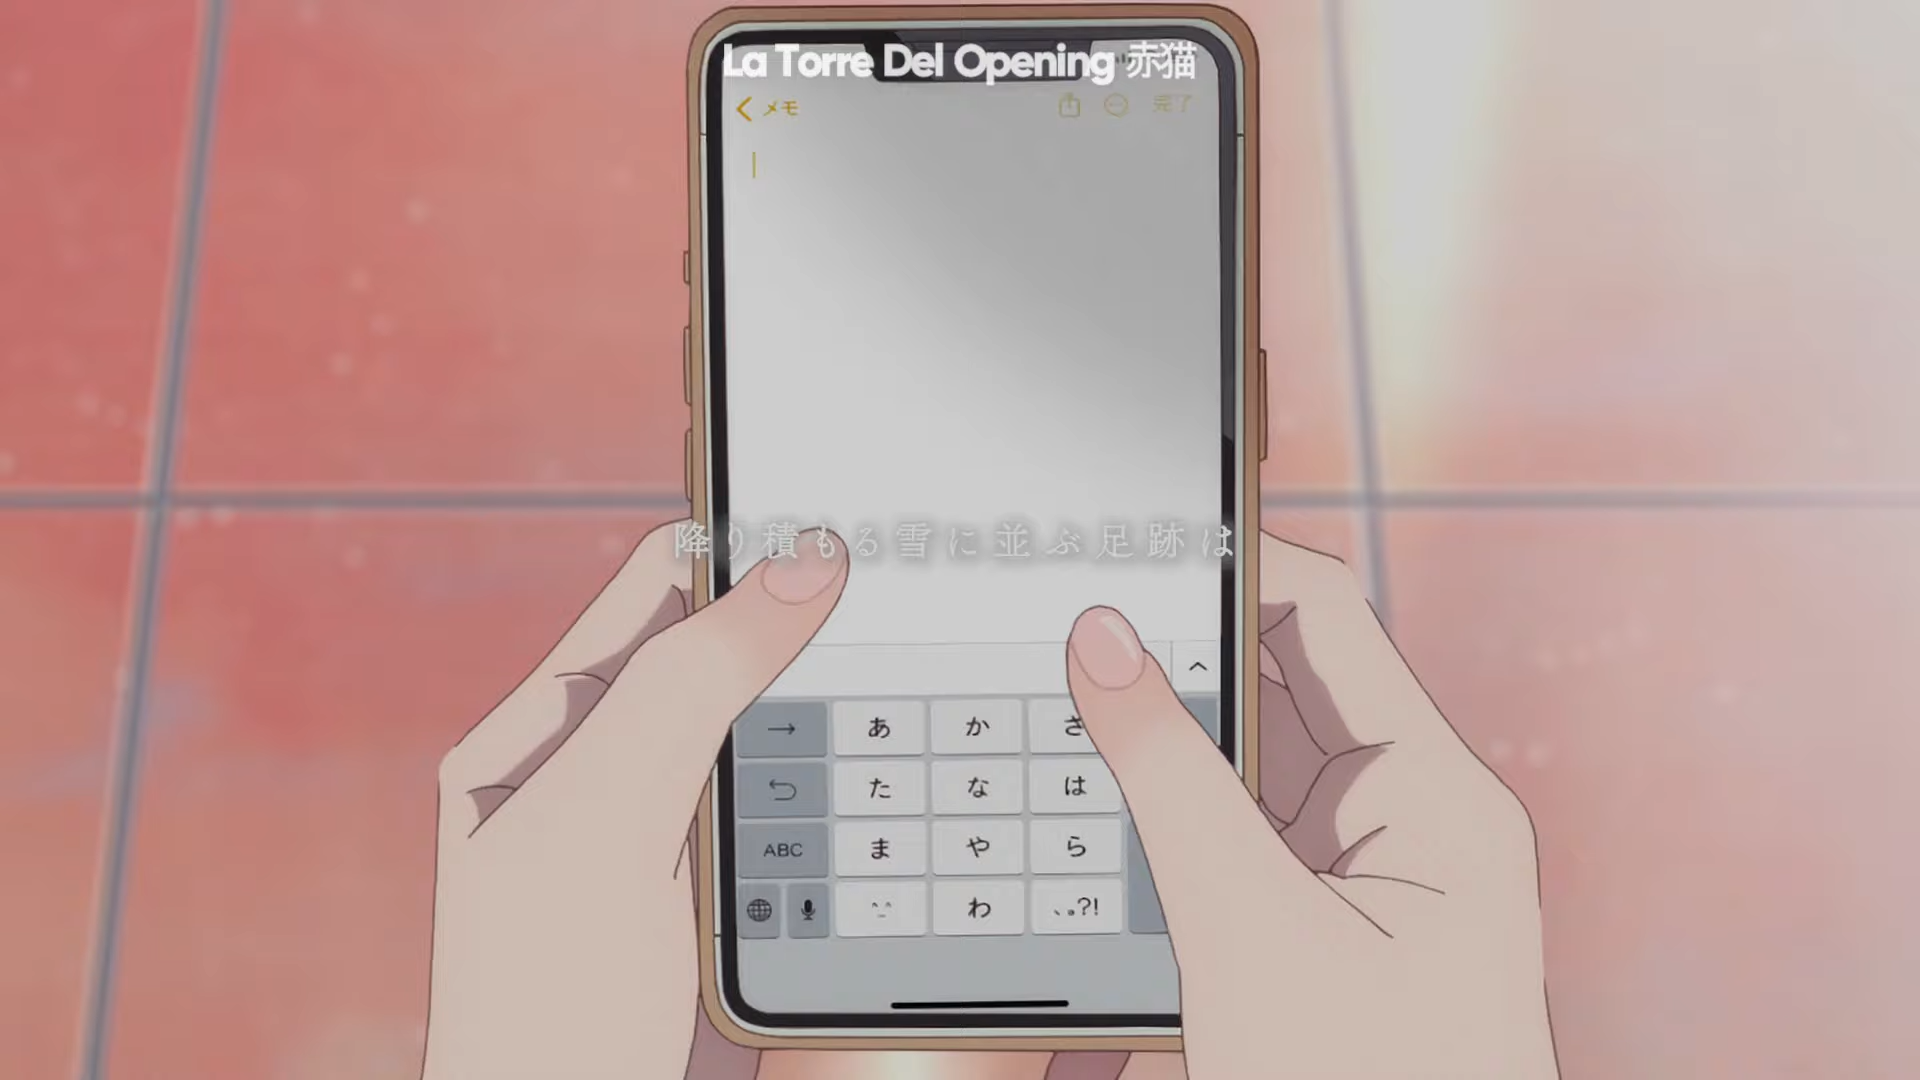 La Torre Del Opening 赤猫
メモ 完了
降り積もる雪に並ぶ足跡は
→ あ か さ
た な は
ABC ま や ら
^_^ わ 、。?!